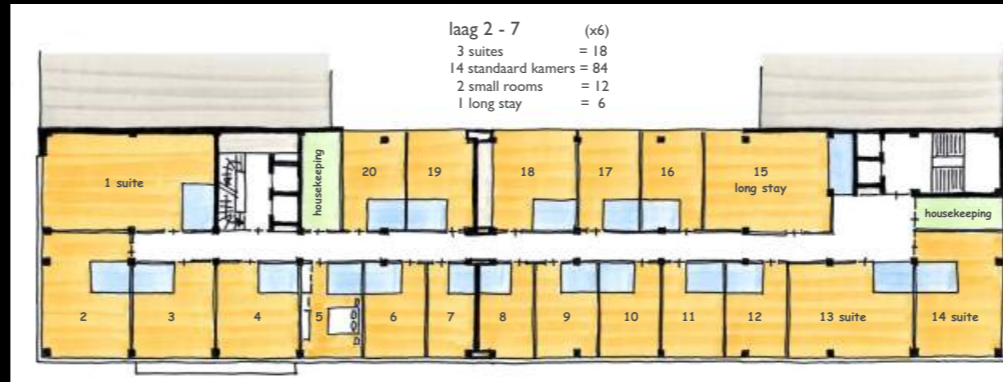 laag 2 - 7 (x6)
3 suites = 18
14 standaard kamers = 84
2 small rooms = 12
1 long stay = 6
1 suite
housekeeping
20
19
18
17
16
15
long stay
housekeeping
2
3
4
5
6
7
8
9
10
11
12
13 suite
14 suite